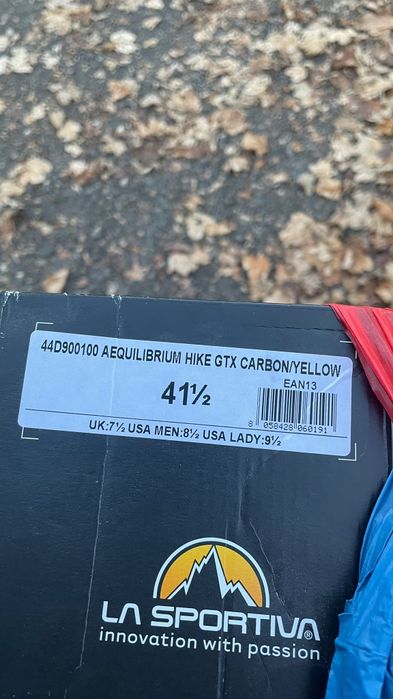 44D900100 AEQUILIBRIUM HIKE GTX CARBON/YELLOW
41½
EAN13
8 058428 060191
UK:7½ USA MEN:8½ USA LADY:9½
LA SPORTIVA®
innovation with passion